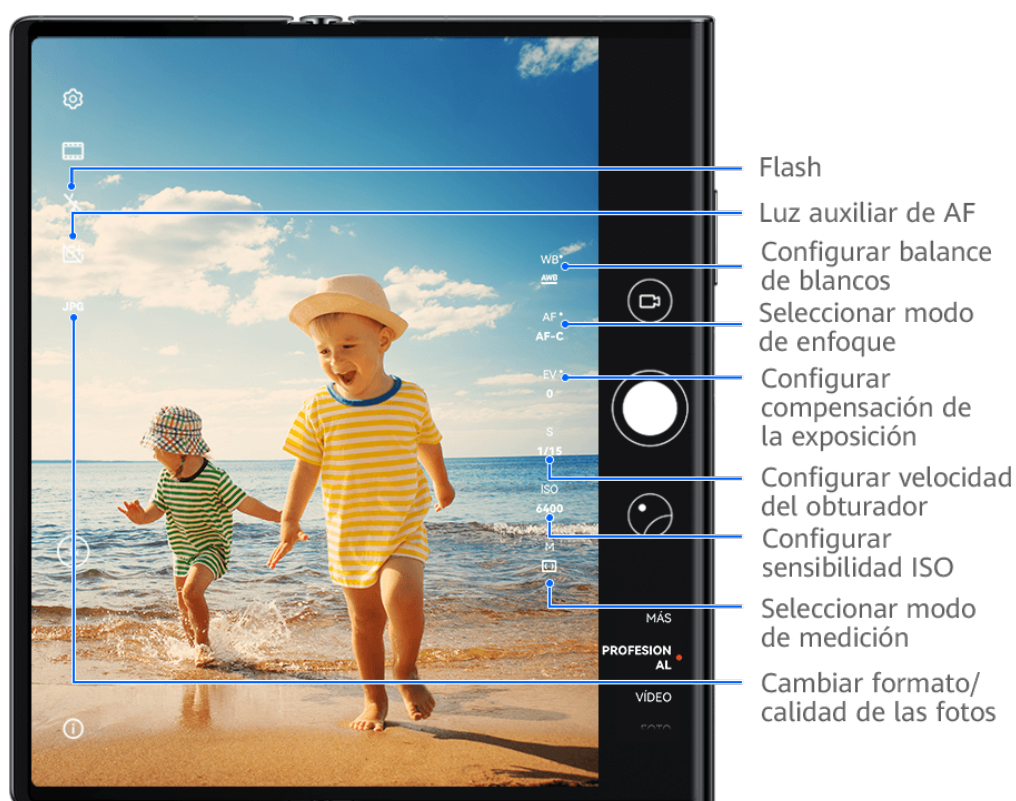 Flash
Luz auxiliar de AF
Configurar balance
de blancos
Seleccionar modo
de enfoque
Configurar
compensación de
la exposición
Configurar velocidad
del obturador
Configurar
sensibilidad ISO
Seleccionar modo
de medición
Cambiar formato/
calidad de las fotos
JPG
WB
AWB
AF
AF-C
EV
0
S
1/15
ISO
6400
M
MÁS
PROFESION
AL
VÍDEO
FOTO